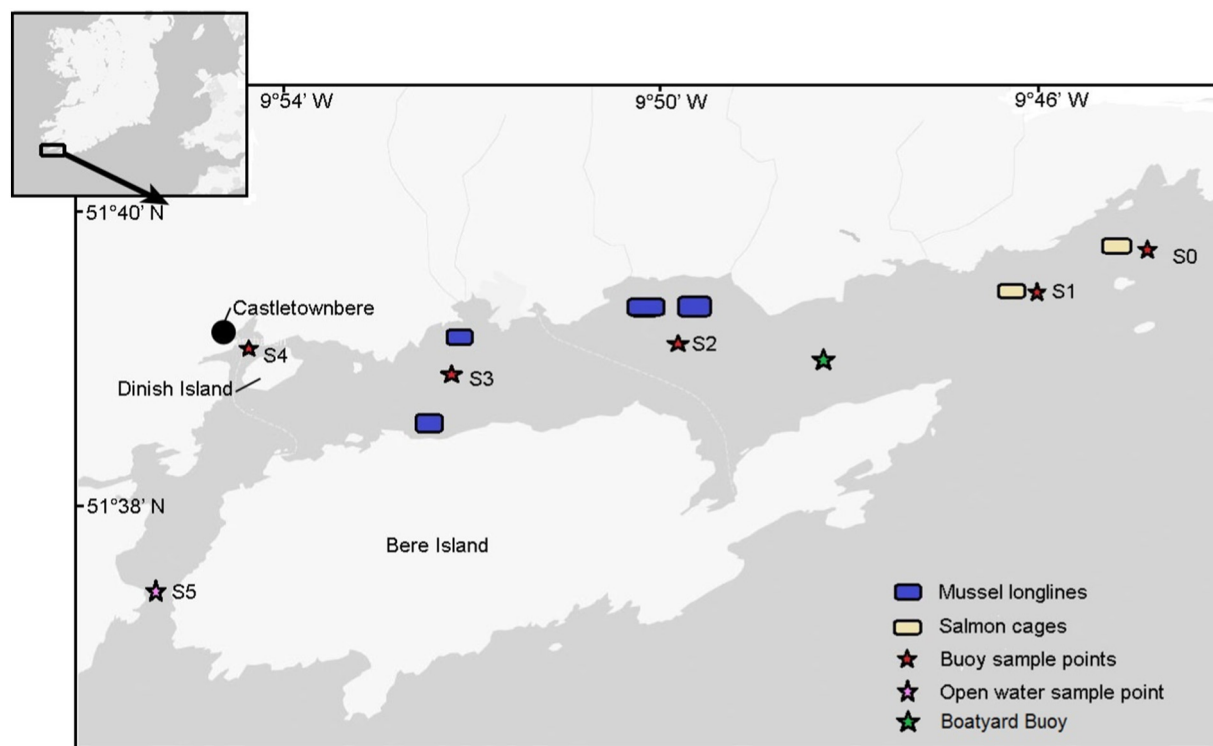 9°54' W
9°50' W
9°46' W
51°40' N
S0
S1
Castletownbere
S2
S4
S3
Dinish Island
51°38' N
Bere Island
S5
Mussel longlines
Salmon cages
Buoy sample points
Open water sample point
Boatyard Buoy